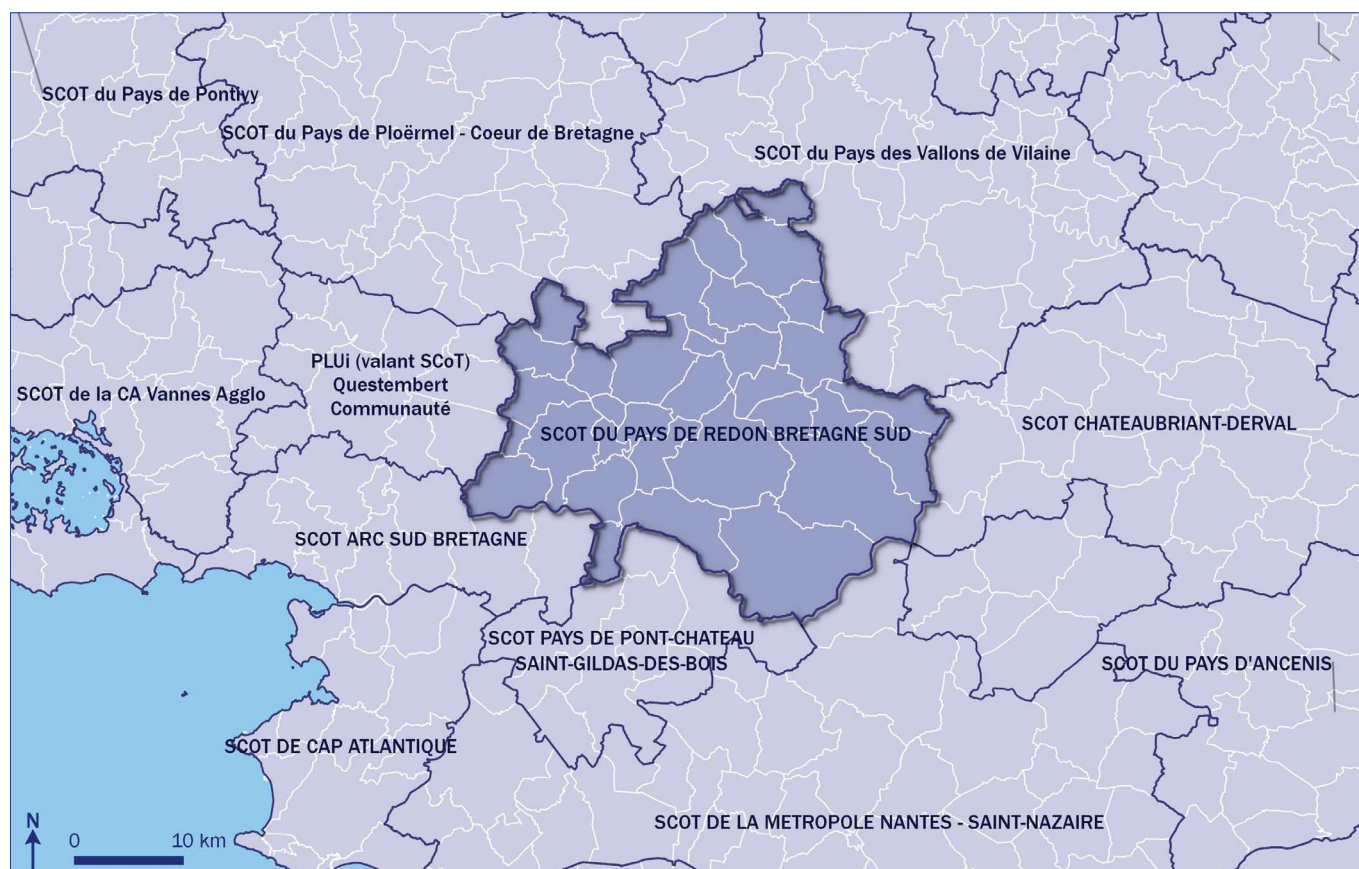 SCOT du Pays de Pontivy
SCOT du Pays de Ploërmel - Coeur de Bretagne
SCOT du Pays des Vallons de Vilaine
PLUi (valant SCoT)
Questembert
Communauté
SCOT de la CA Vannes Agglo
SCOT CHATEAUBRIANT-DERVAL
SCOT DU PAYS DE REDON BRETAGNE SUD
SCOT ARC SUD BRETAGNE
SCOT PAYS DE PONT-CHATEAU
SAINT-GILDAS-DES-BOIS
SCOT DU PAYS D'ANCENIS
SCOT DE CAP ATLANTIQUE
SCOT DE LA METROPOLE NANTES - SAINT-NAZAIRE
N
0 10 km